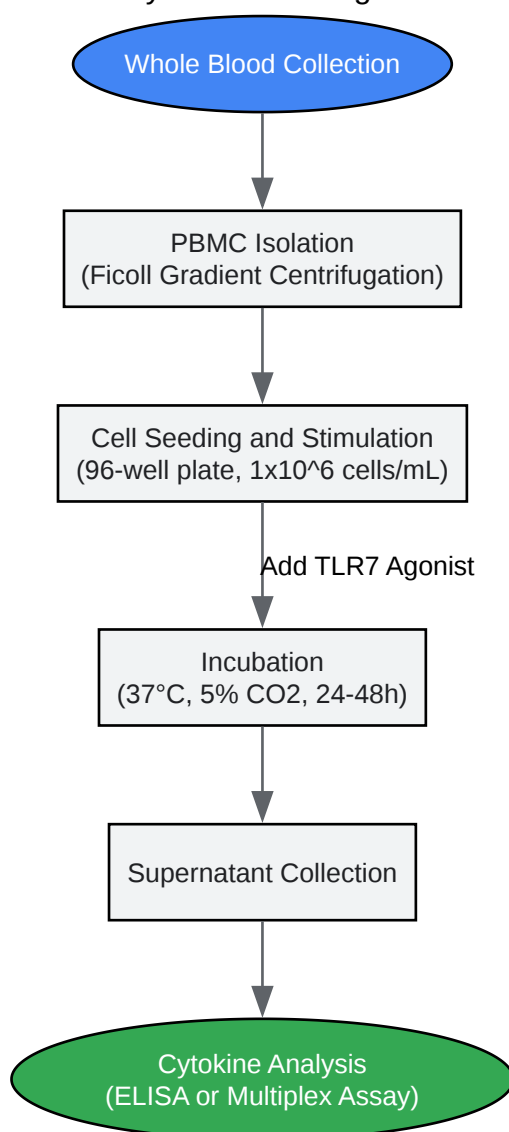 Whole Blood Collection
PBMC Isolation
(Ficoll Gradient Centrifugation)
Cell Seeding and Stimulation
(96-well plate, 1x10^6 cells/mL)
Add TLR7 Agonist
Incubation
(37°C, 5% CO2, 24-48h)
Supernatant Collection
Cytokine Analysis
(ELISA or Multiplex Assay)